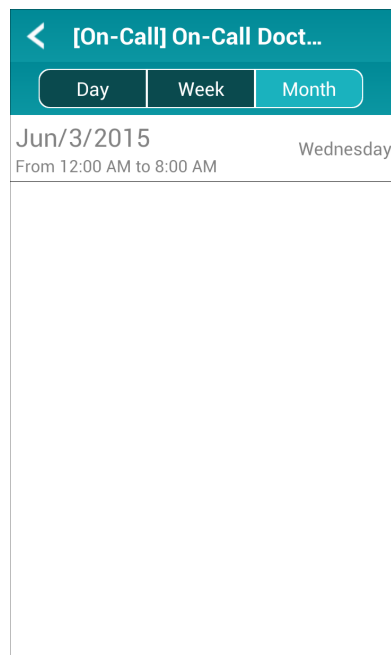 [On-Call] On-Call Doct...
Day Week Month
Jun/3/2015
Wednesday
From 12:00 AM to 8:00 AM